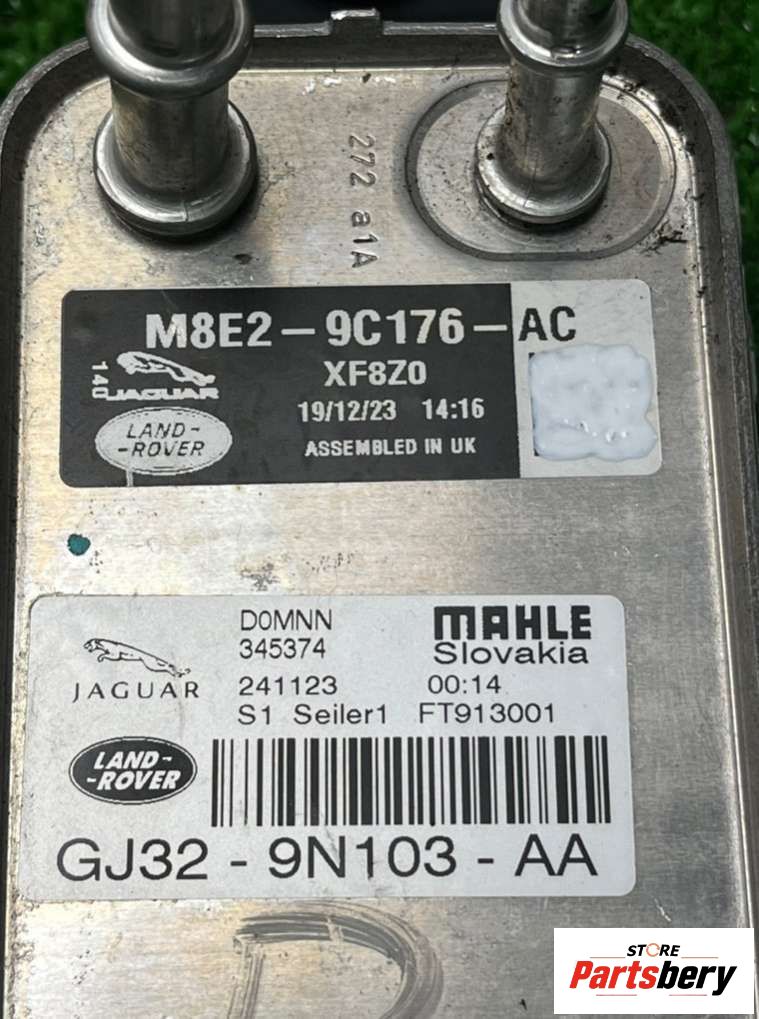 272 a1A
M8E2-9C176-AC
XF8Z0
140
JAGUAR
19/12/23 14:16
LAND-
-ROVER
ASSEMBLED IN UK
D0MNN
MAHLE
345374
Slovakia
JAGUAR
241123 00:14
S1 Seiler1 FT913001
LAND-
-ROVER
GJ32 - 9N103 - AA
STORE
Partsbery